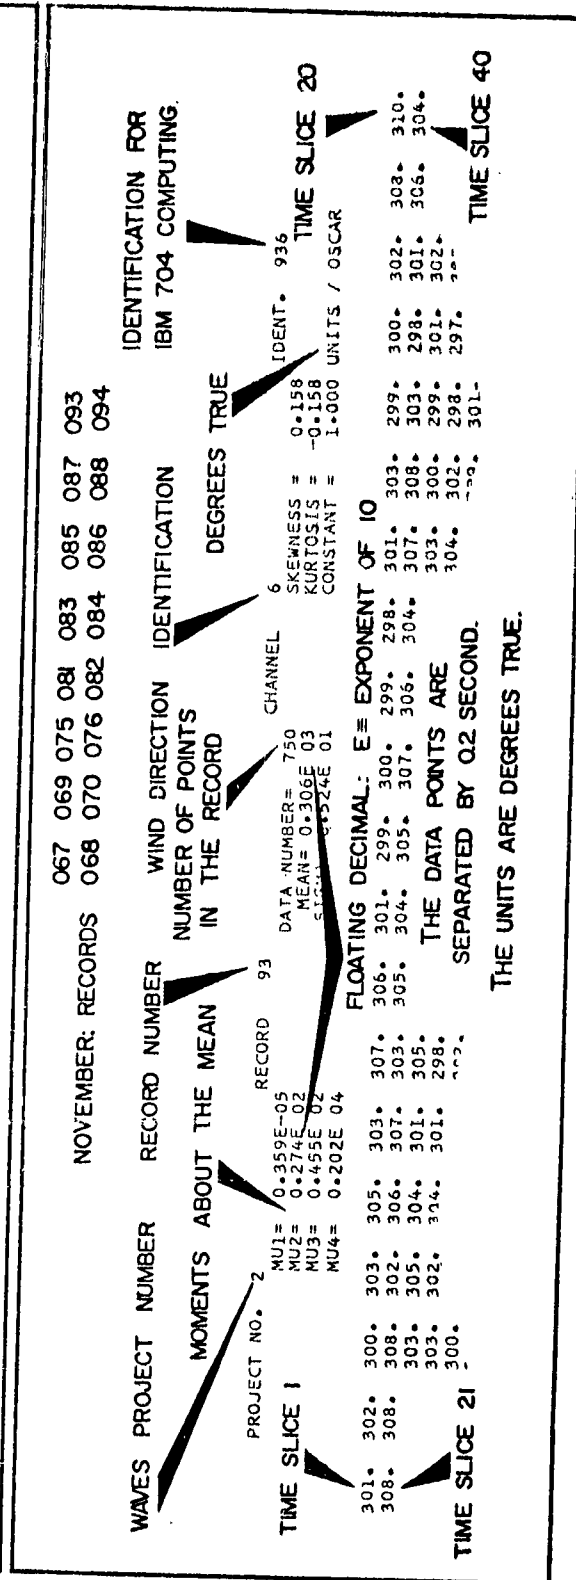 NOVEMBER: RECORDS 067 069 075 081 083 085 087 093
068 070 076 082 084 086 088 094
IDENTIFICATION FOR
IBM 704 COMPUTING.
WAVES PROJECT NUMBER RECORD NUMBER WIND DIRECTION IDENTIFICATION
MOMENTS ABOUT THE MEAN NUMBER OF POINTS
IN THE RECORD
DEGREES TRUE
PROJECT NO. 2 RECORD 93 CHANNEL 6 IDENT. 936
MU1= 0.359E-05 DATA NUMBER= 750 SKEWNESS = 0.158
MU2= 0.274E 02 MEAN= 0.306E 03 KURTOSIS = -0.158
MU3= 0.455E 02 0.524E 01 CONSTANT = 1.000 UNITS / OSCAR
MU4= 0.202E 04
TIME SLICE 1 TIME SLICE 20
FLOATING DECIMAL: E ≡ EXPONENT OF 10
301. 302. 300. 303. 305. 303. 307. 306. 301. 299. 300. 299. 298. 301. 303. 299. 300. 302. 303. 310.
308. 308. 308. 302. 306. 307. 303. 305. 304. 305. 307. 306. 304. 307. 308. 303. 298. 301. 306. 304.
303. 305. 304. 301. 305. 303. 300. 299. 301. 302.
303. 302. 304. 301. 298. 304. 302. 298. 297.
300. 301.
THE DATA POINTS ARE
SEPARATED BY 0.2 SECOND.
TIME SLICE 21 TIME SLICE 40
THE UNITS ARE DEGREES TRUE.